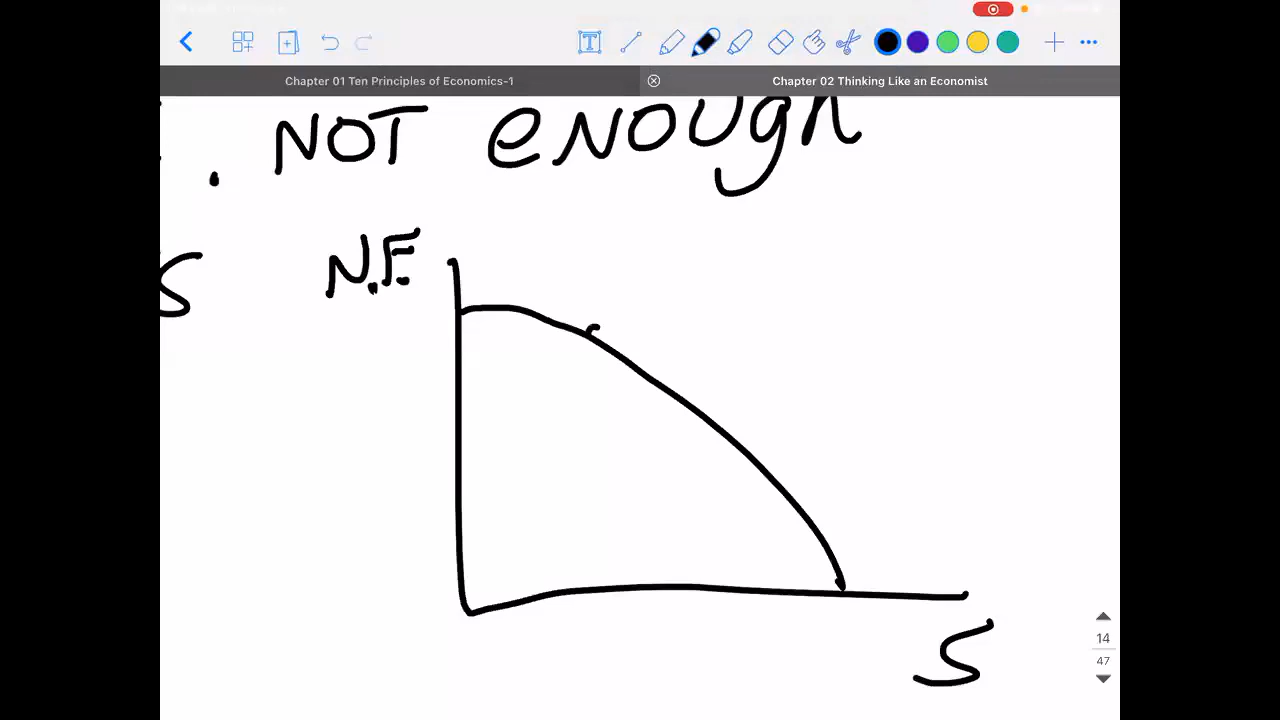 Chapter 01 Ten Principles of Economics-1
Chapter 02 Thinking Like an Economist
. NOT enough
S
N.E.
S
14
47